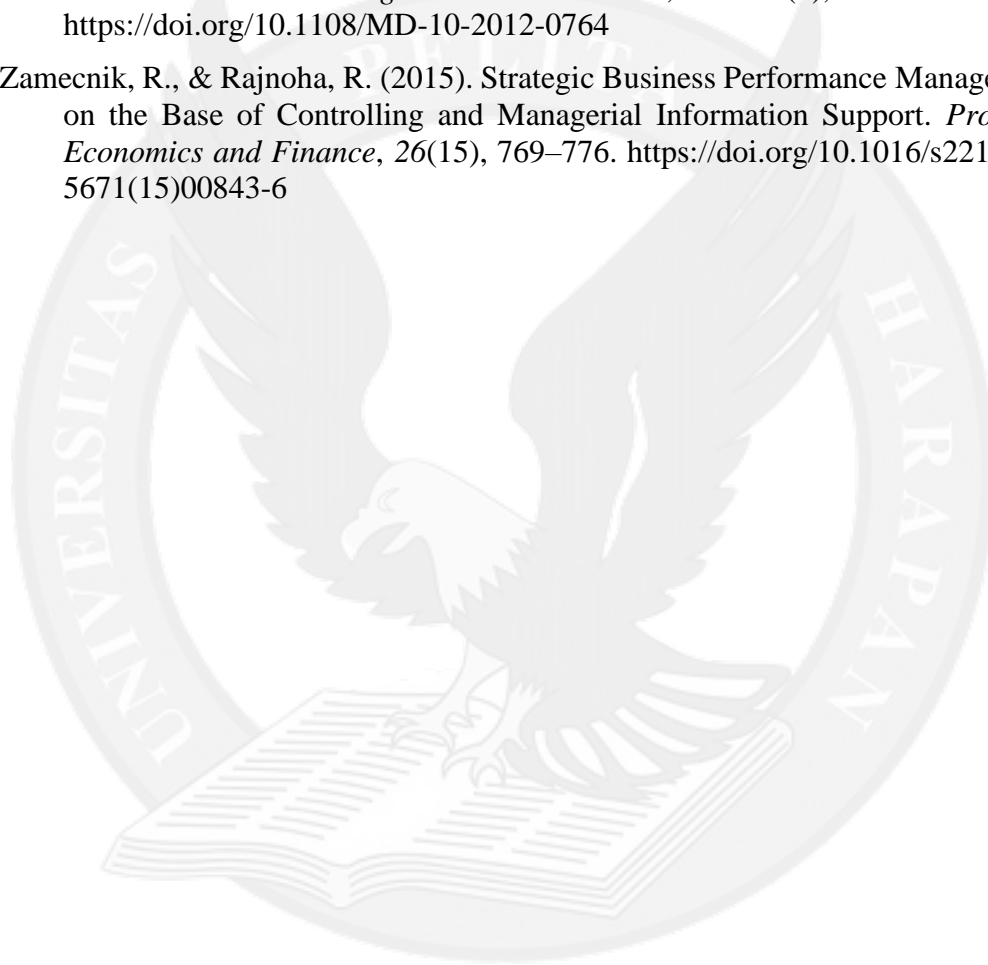 https://doi.org/10.1108/MD-10-2012-0764
Zamecnik, R., & Rajnoha, R. (2015). Strategic Business Performance Manage
on the Base of Controlling and Managerial Information Support. Pro
Economics and Finance, 26(15), 769–776. https://doi.org/10.1016/s221
5671(15)00843-6
PELITA
UNIVERSITAS
HARAPAN